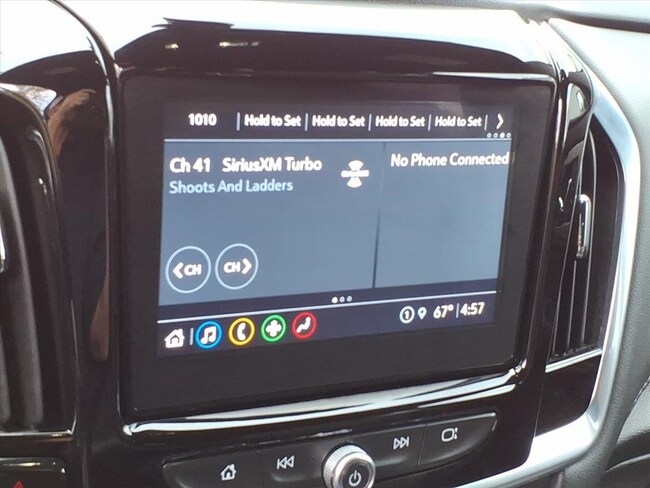 1010 Hold to Set Hold to Set Hold to Set Hold to Set
Ch 41 SiriusXM Turbo
Shoots And Ladders
No Phone Connected
CH CH
1 67° 4:57